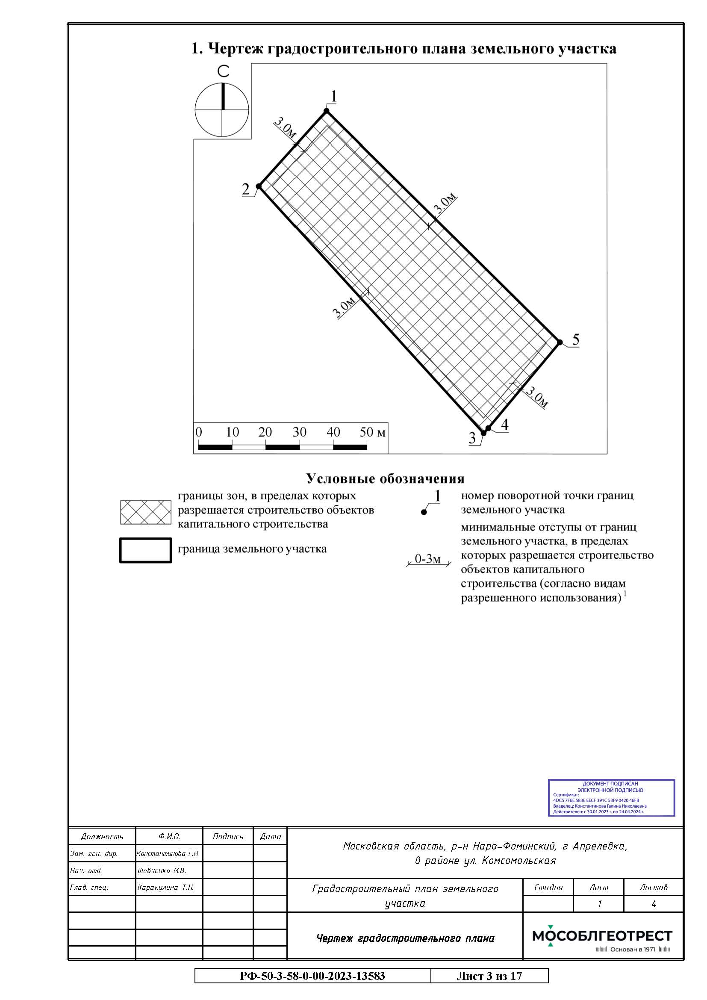 1. Чертеж градостроительного плана земельного участка
С
1
3.0м
2
3.0м
3.0м
5
3.0м
4
3
0 10 20 30 40 50 м
Условные обозначения
границы зон, в пределах которых
разрешается строительство объектов
капитального строительства
граница земельного участка
1
номер поворотной точки границ
земельного участка
0-3м
минимальные отступы от границ
земельного участка, в пределах
которых разрешается строительство
объектов капитального
строительства (согласно видам
разрешенного использования) 1
ДОКУМЕНТ ПОДПИСАН
ЭЛЕКТРОННОЙ ПОДПИСЬЮ
Сертификат:
4DC5 7F6E 583E EECF 391C 53F9 0420 46FB
Владелец: Константинова Галина Николаевна
Действителен: с 30.01.2023 г. по 24.04.2024 г.
Должность Ф.И.О. Подпись Дата
Зам. ген. дир. Константинова Г.Н.
Нач. отд. Шевченко М.В.
Глав. спец. Каракулина Т.Н.
Московская область, р-н Наро-Фоминский, г Апрелевка,
в районе ул. Комсомольская
Градостроительный план земельного
участка
Стадия Лист Листов
1 4
Чертеж градостроительного плана
МОСОБЛГЕОТРЕСТ
Основан в 1971
РФ-50-3-58-0-00-2023-13583 Лист 3 из 17